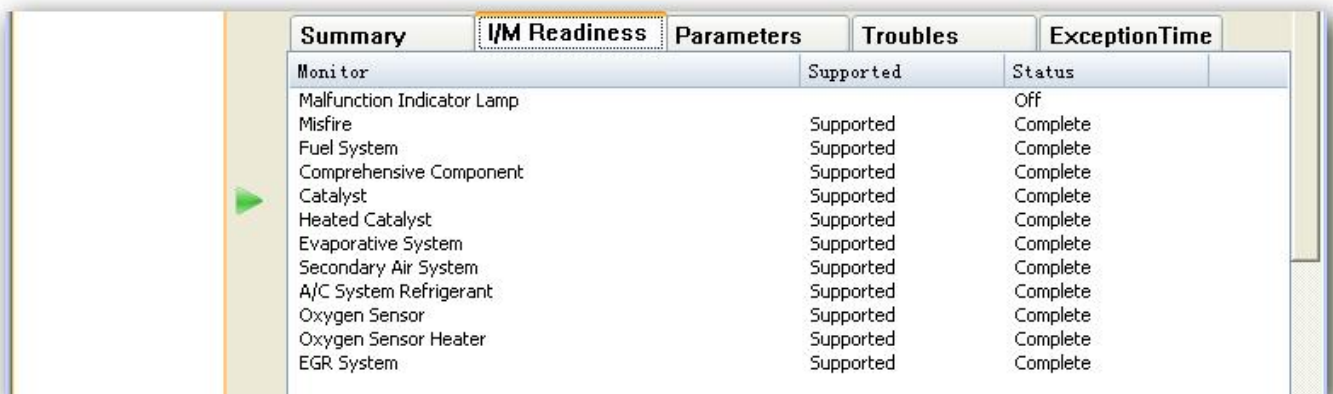 Summary I/M Readiness Parameters Troubles ExceptionTime
Monitor Supported Status
Malfunction Indicator Lamp Off
Misfire Supported Complete
Fuel System Supported Complete
Comprehensive Component Supported Complete
Catalyst Supported Complete
Heated Catalyst Supported Complete
Evaporative System Supported Complete
Secondary Air System Supported Complete
A/C System Refrigerant Supported Complete
Oxygen Sensor Supported Complete
Oxygen Sensor Heater Supported Complete
EGR System Supported Complete